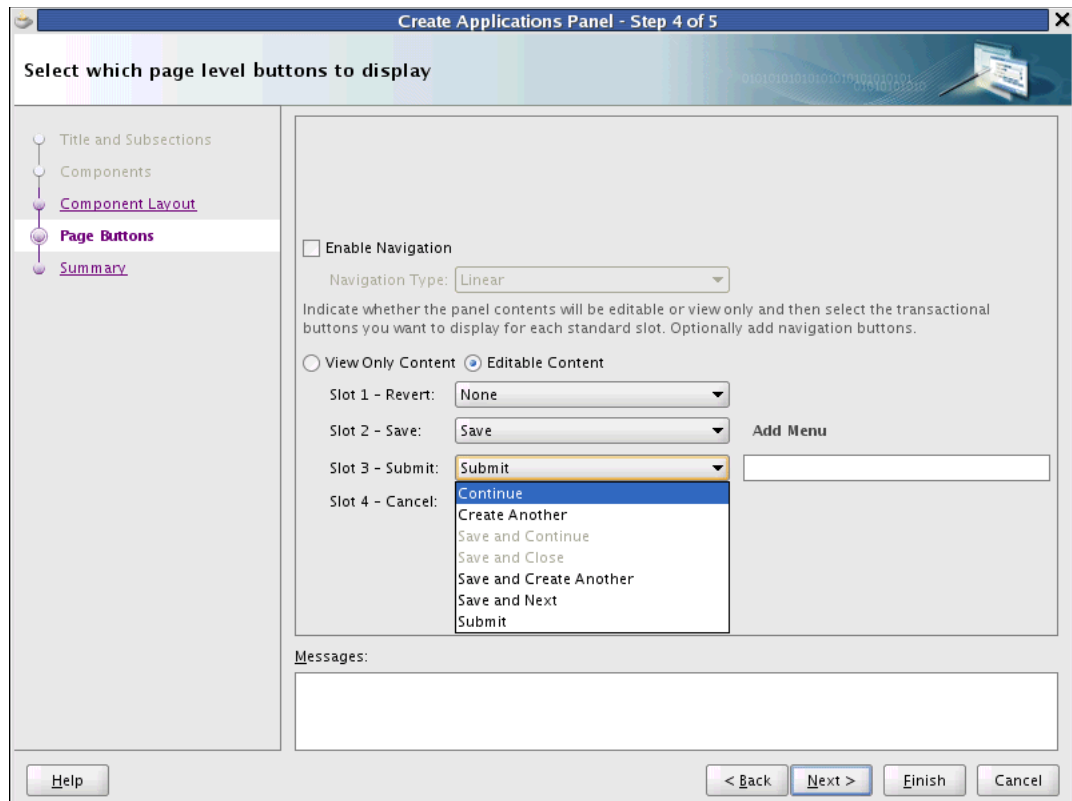 Create Applications Panel - Step 4 of 5
Select which page level buttons to display
Title and Subsections
Components
Component Layout
Page Buttons
Summary
Enable Navigation
Navigation Type: Linear
Indicate whether the panel contents will be editable or view only and then select the transactional
buttons you want to display for each standard slot. Optionally add navigation buttons.
View Only Content Editable Content
Slot 1 - Revert: None
Slot 2 - Save: Save Add Menu
Slot 3 - Submit: Submit
Slot 4 - Cancel:
Continue
Create Another
Save and Continue
Save and Close
Save and Create Another
Save and Next
Submit
Messages:
Help < Back Next > Finish Cancel